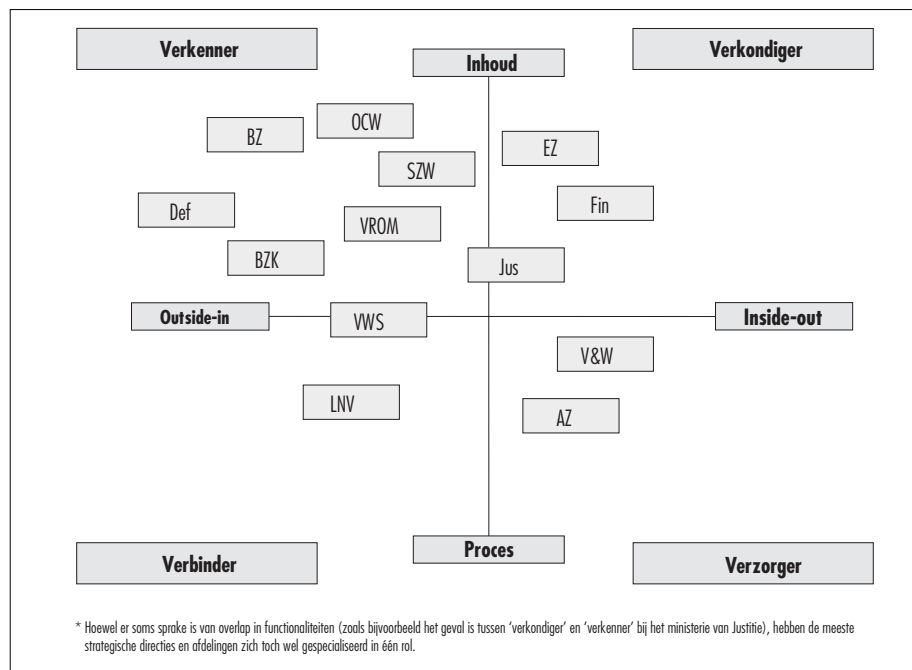 Verkenner
Inhoud
Verkondiger
OCW
BZ
EZ
SZW
Def
Fin
VROM
BZK
Jus
Outside-in
VWS
Inside-out
V&W
LNV
AZ
Verbinder
Proces
Verzorger
* Hoewel er soms sprake is van overlap in functionaliteiten (zoals bijvoorbeeld het geval is tussen ‘verkondiger’ en ‘verkenner’ bij het ministerie van Justitie), hebben de meeste
strategische directies en afdelingen zich toch wel gespecialiseerd in één rol.